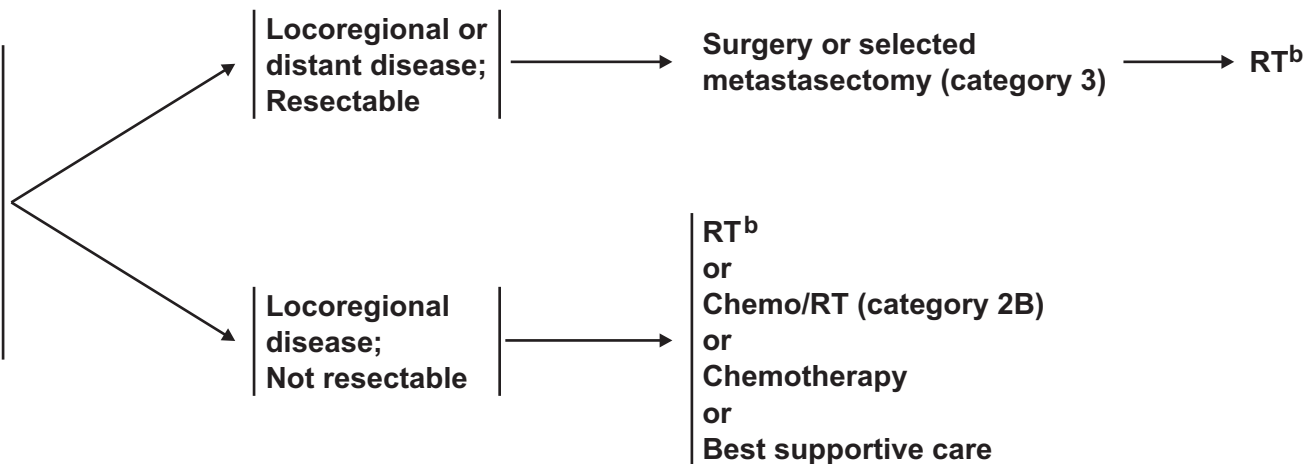 Locoregional or
distant disease;
Resectable
Surgery or selected
metastasectomy (category 3)
RTb
Locoregional
disease;
Not resectable
RTb
or
Chemo/RT (category 2B)
or
Chemotherapy
or
Best supportive care